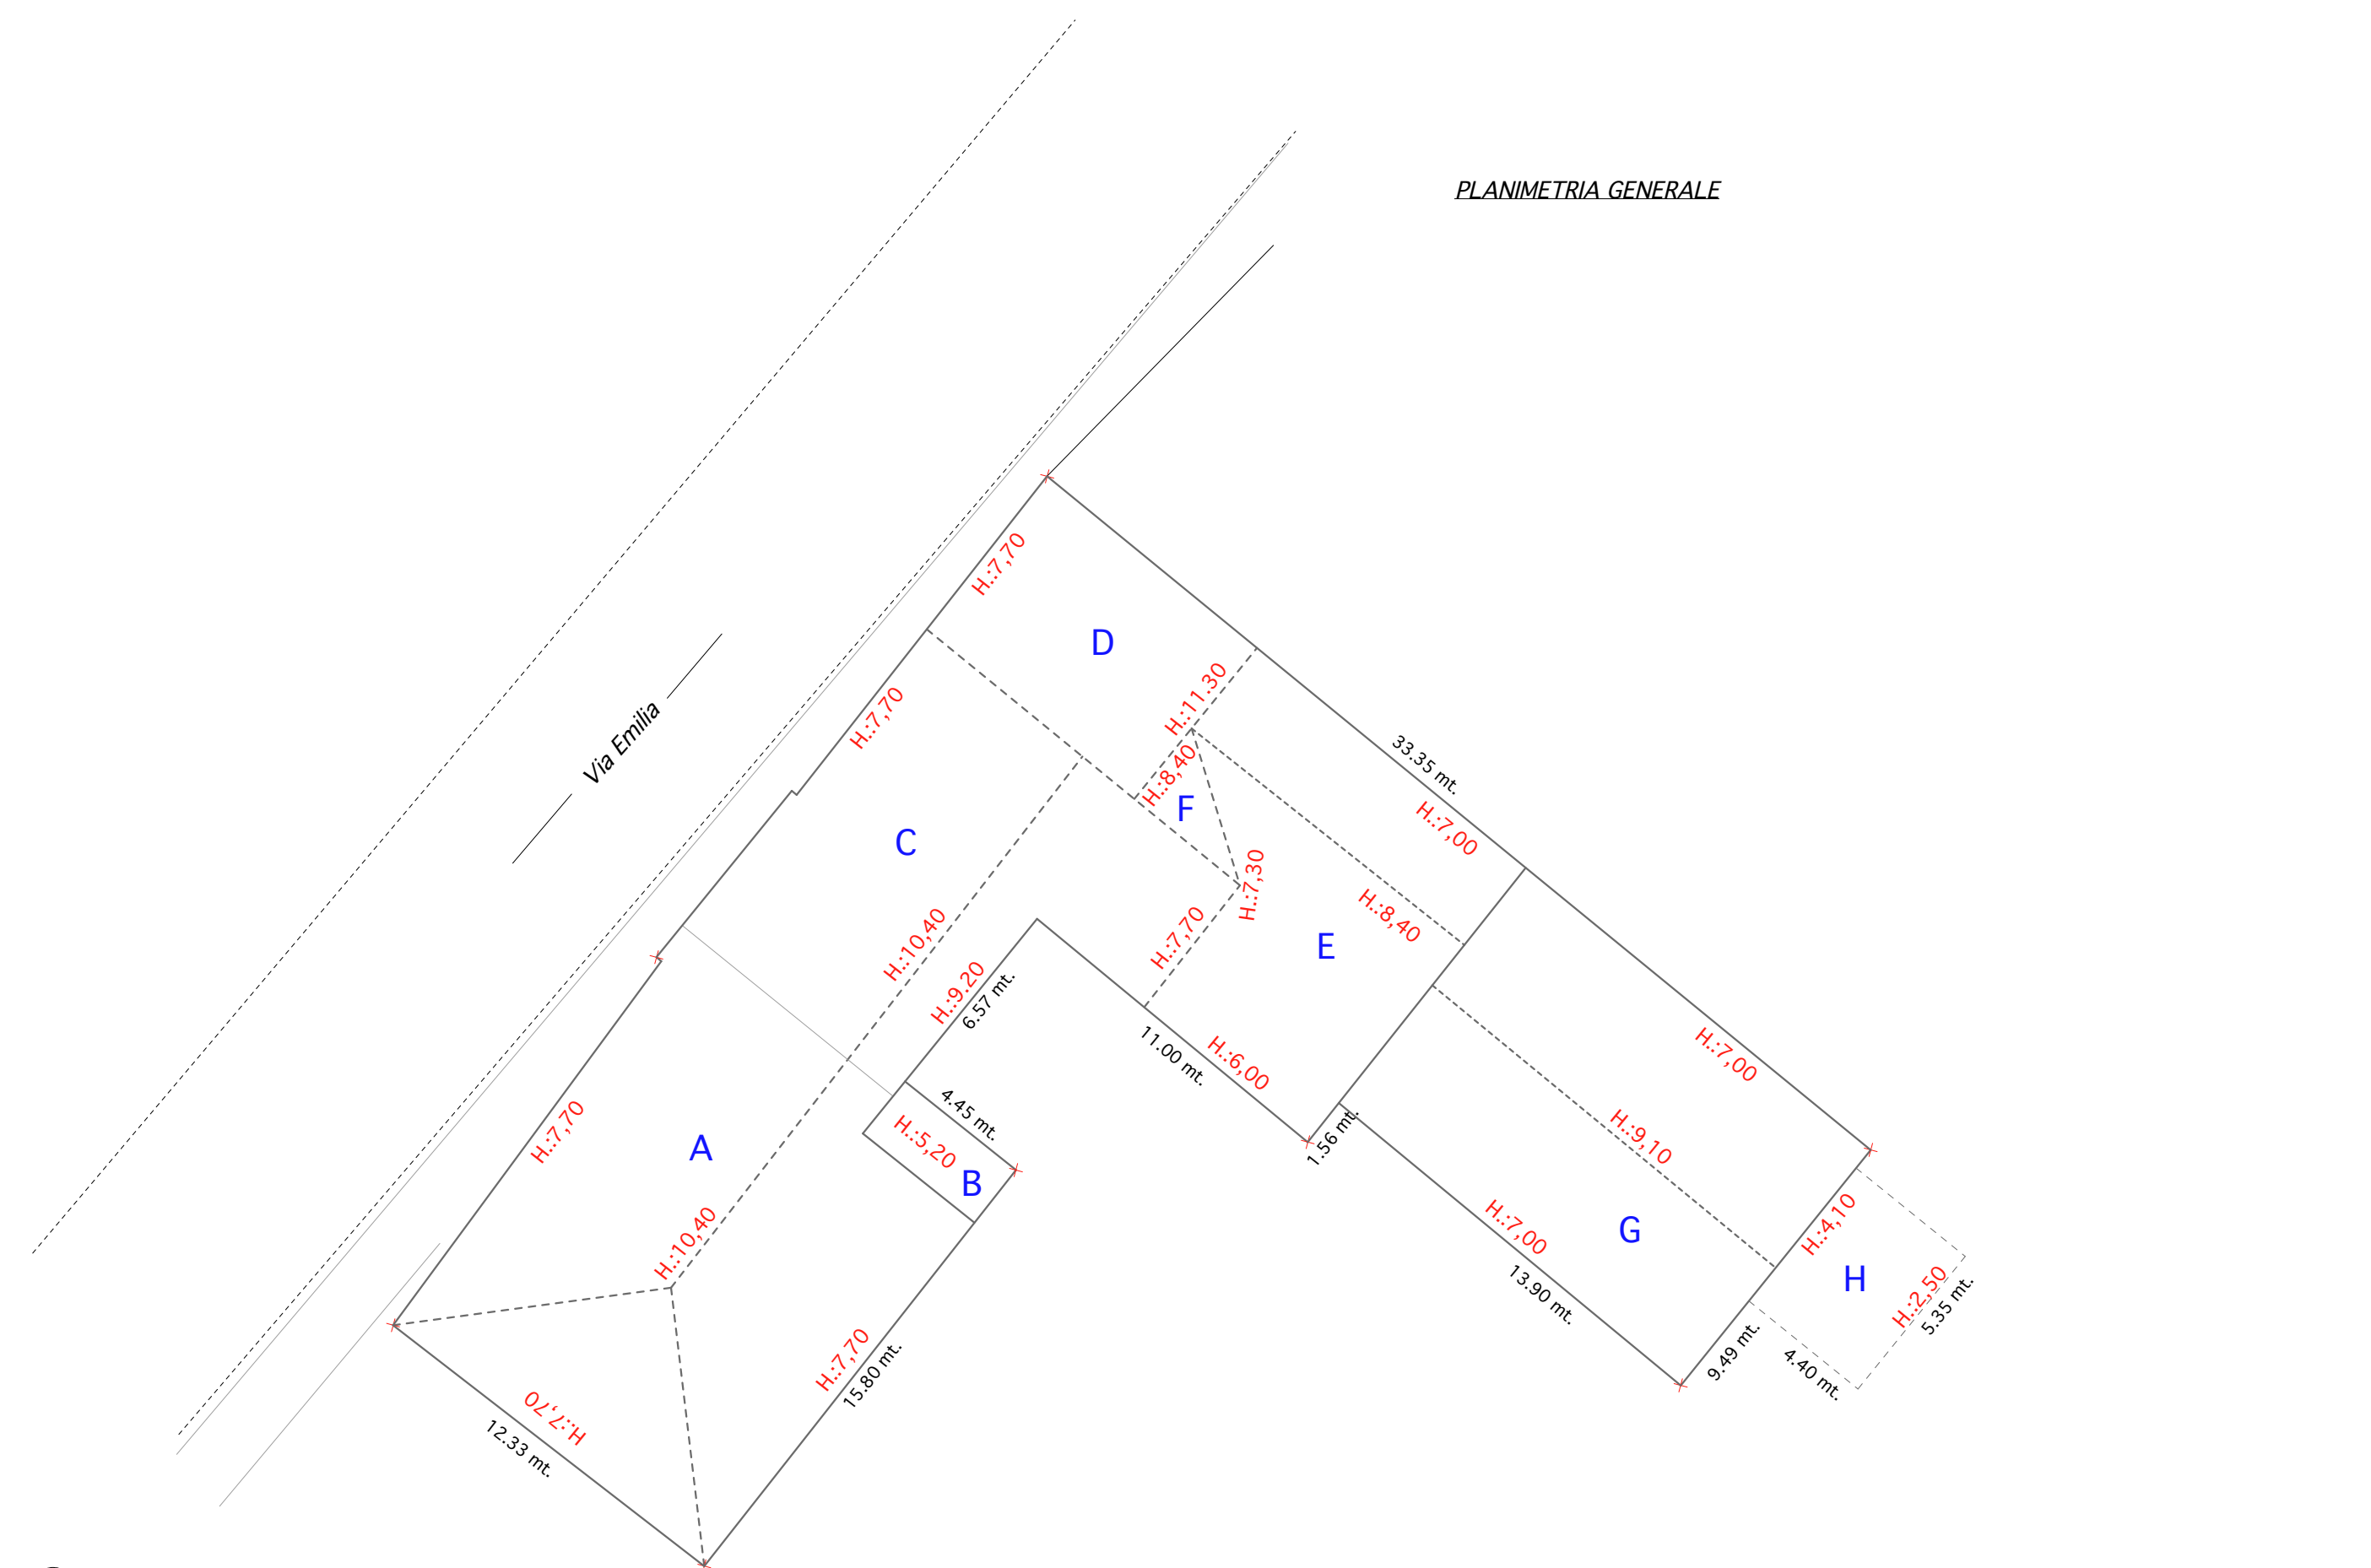 PLANIMETRIA GENERALE
H.:7,70
D
H.:11.30
H.:7,70
Via Emilia
33.35 mt.
H.:8,40
F
H.:7,00
C
H.:7,30
H.:8,40
H.:7,70
E
H.:10,40
H.:9.20
6.57 mt.
11.00 mt.
H.:6,00
H.:7,00
4.45 mt.
H.:7,70
A
H.:5,20
B
1.56 mt.
H.:9,10
H.:10,40
H.:7,00
G
H.:4,10
H
H.:2,50
5.35 mt.
13.90 mt.
H.:7,70
15.80 mt.
9.49 mt.
4.40 mt.
H.:7,70
12.33 mt.